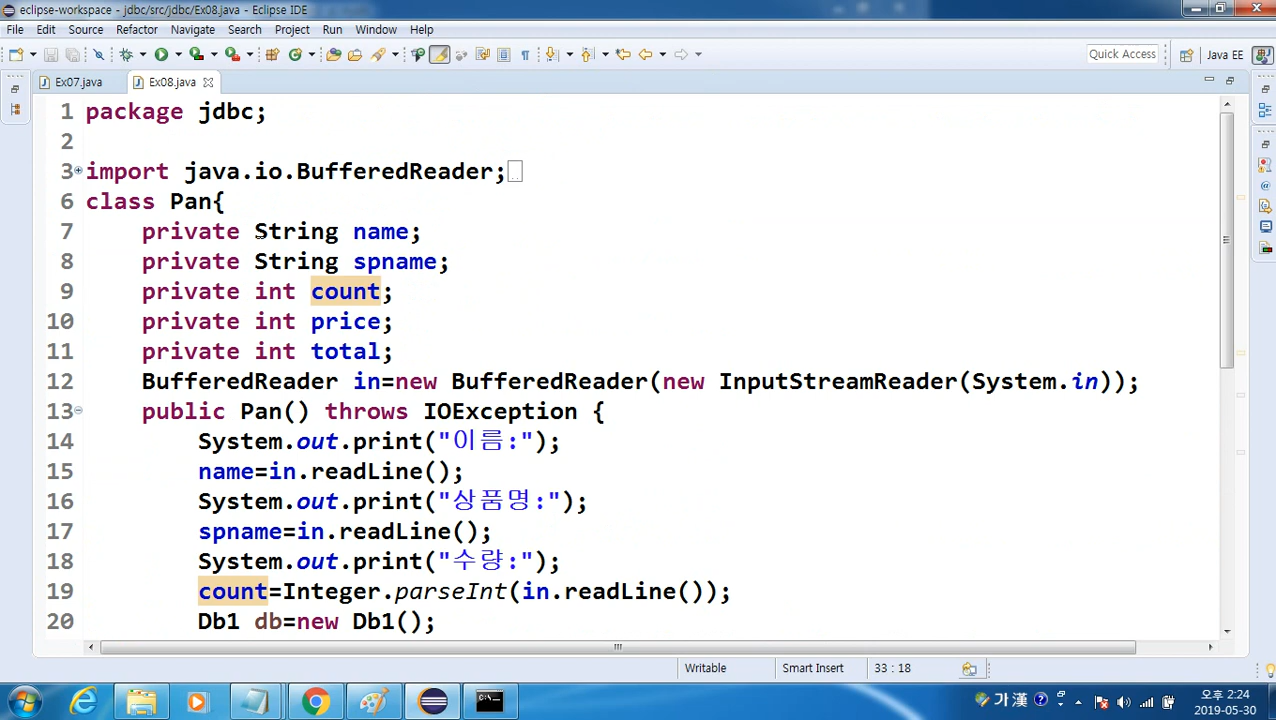 eclipse-workspace - jdbc/src/jdbc/Ex08.java - Eclipse IDE
File Edit Source Refactor Navigate Search Project Run Window Help
Quick Access Java EE
Ex07.java Ex08.java
1 package jdbc;
2
3 import java.io.BufferedReader;
6 class Pan{
7 private String name;
8 private String spname;
9 private int count;
10 private int price;
11 private int total;
12 BufferedReader in=new BufferedReader(new InputStreamReader(System.in));
13 public Pan() throws IOException {
14 System.out.print("이름:");
15 name=in.readLine();
16 System.out.print("상품명:");
17 spname=in.readLine();
18 System.out.print("수량:");
19 count=Integer.parseInt(in.readLine());
20 Db1 db=new Db1();
Writable Smart Insert 33 : 18
가 漢
오후 2:24
2019-05-30